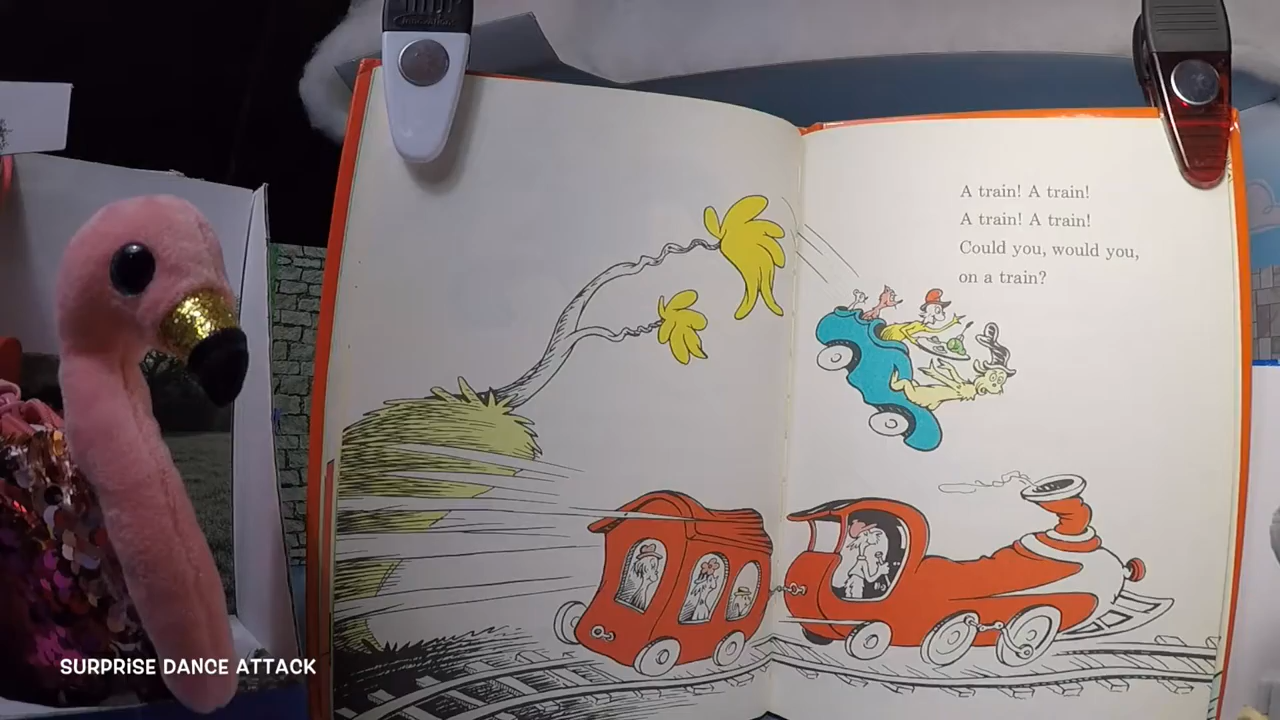 A train! A train!
A train! A train!
Could you, would you,
on a train?
SURPRiSE DANCE ATTACK